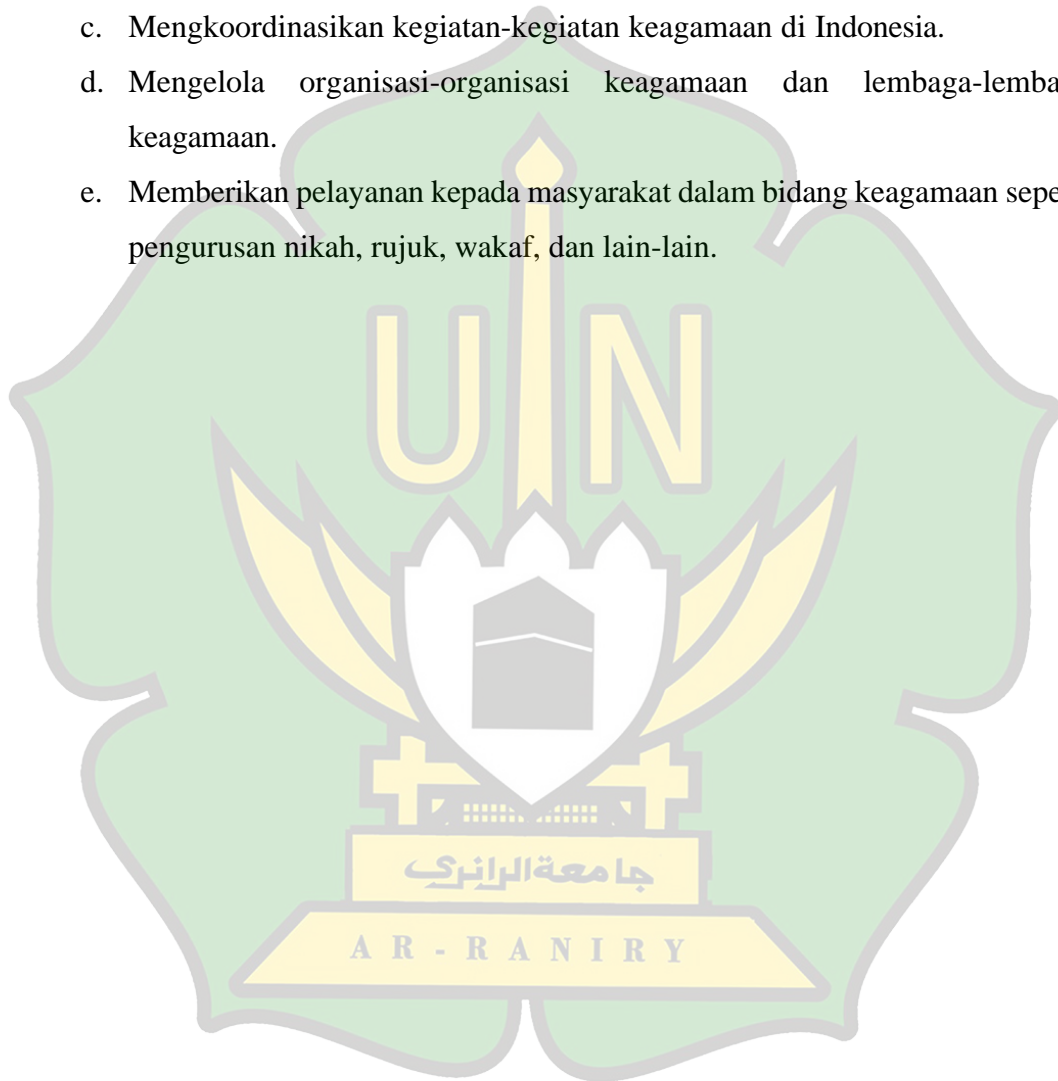 c. Mengkoordinasikan kegiatan-kegiatan keagamaan di Indonesia.
d. Mengelola organisasi-organisasi keagamaan dan lembaga-lemba
keagamaan.
e. Memberikan pelayanan kepada masyarakat dalam bidang keagamaan sepe
pengurusan nikah, rujuk, wakaf, dan lain-lain.
UIN
جامعة الرانري
AR-RANIRY